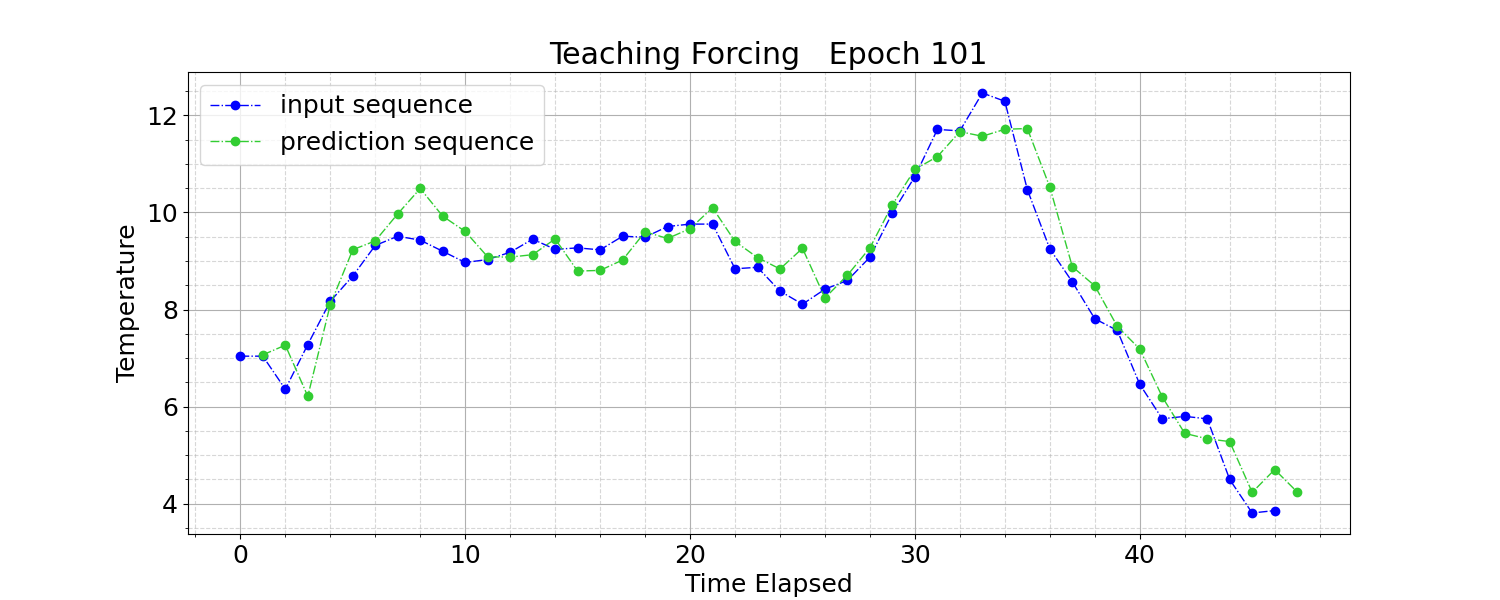 Teaching Forcing   Epoch 101
input sequence
prediction sequence
Temperature
12
10
8
6
4
0 10 20 30 40
Time Elapsed